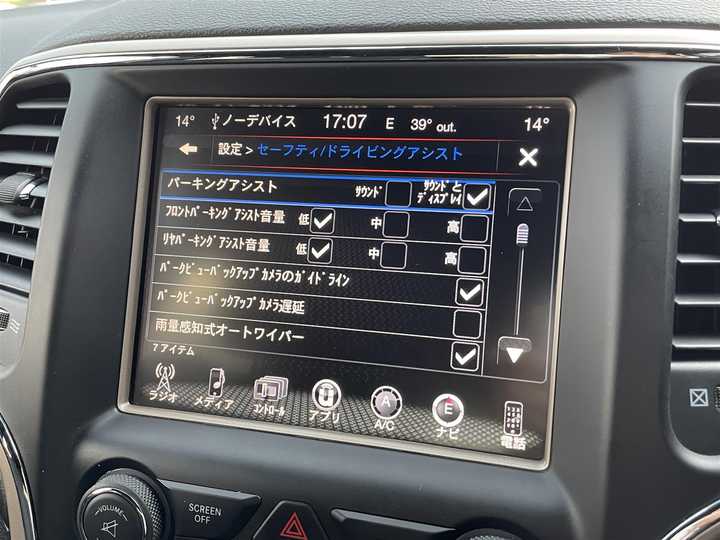 14° ノーデバイス 17:07 E 39° out. 14°
設定 > セーフティ/ドライビングアシスト
パーキングアシスト サウンド サウンドとディスプレイ
フロントパーキングアシスト音量 低 中 高
リヤパーキングアシスト音量 低 中 高
パークビューバックアップカメラのガイドライン
パークビューバックアップカメラ遅延
雨量感知式オートワイパー
7 アイテム
ラジオ メディア コントロール アプリ A A/C E ナビ 電話
VOLUME
SCREEN OFF